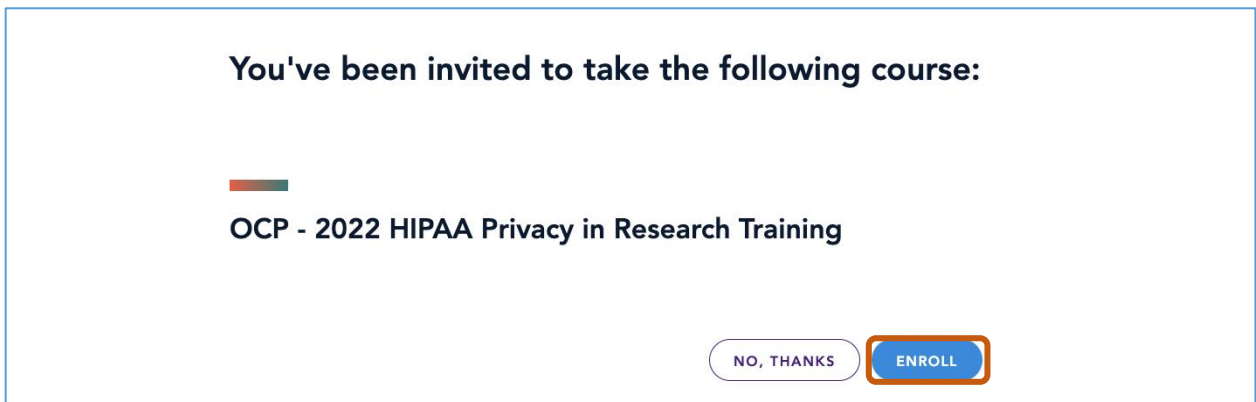 You've been invited to take the following course:
OCP - 2022 HIPAA Privacy in Research Training
NO, THANKS
ENROLL